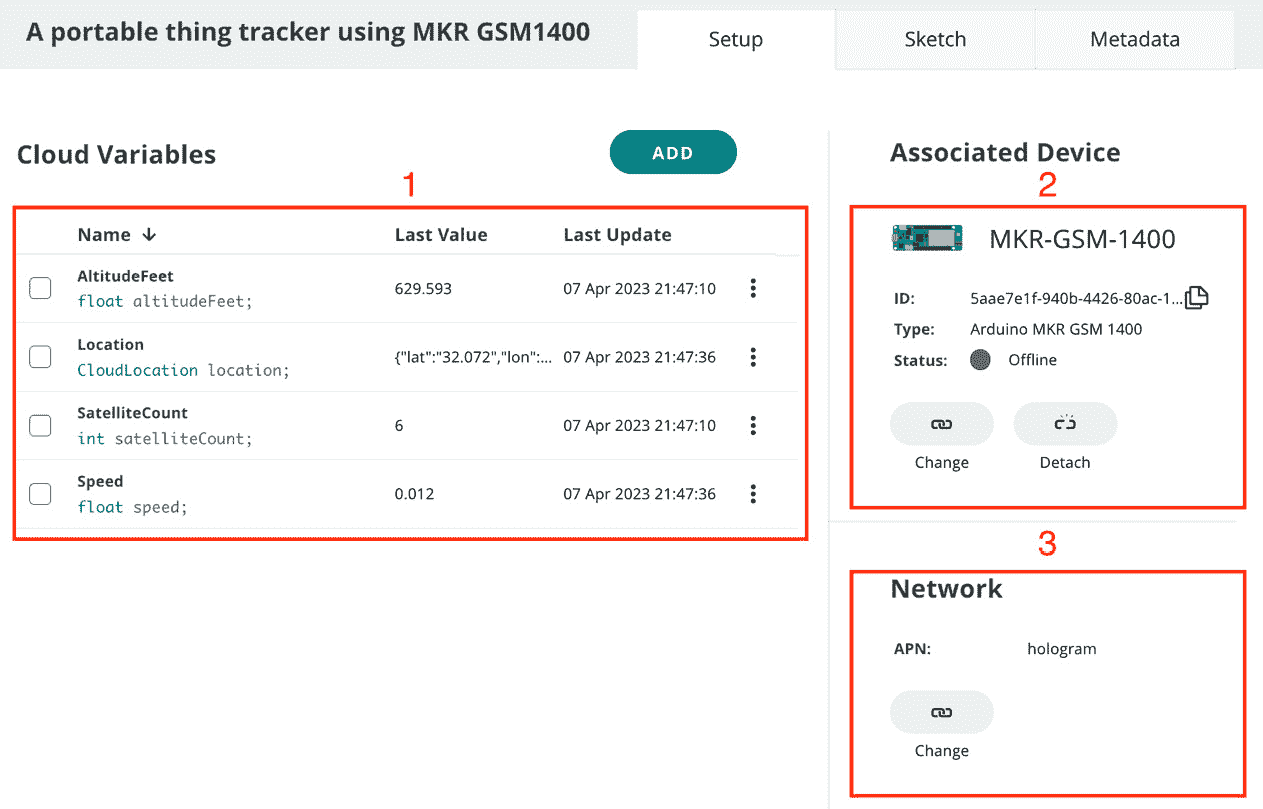 A portable thing tracker using MKR GSM1400
Setup
Sketch
Metadata
Cloud Variables
ADD
1
Name ↓ Last Value Last Update
AltitudeFeet
float altitudeFeet;
629.593
07 Apr 2023 21:47:10
Location
CloudLocation location;
{"lat":"32.072","lon":...
07 Apr 2023 21:47:36
SatelliteCount
int satelliteCount;
6
07 Apr 2023 21:47:10
Speed
float speed;
0.012
07 Apr 2023 21:47:36
Associated Device
2
MKR-GSM-1400
ID: 5aae7e1f-940b-4426-80ac-1...
Type: Arduino MKR GSM 1400
Status: Offline
Change
Detach
3
Network
APN: hologram
Change